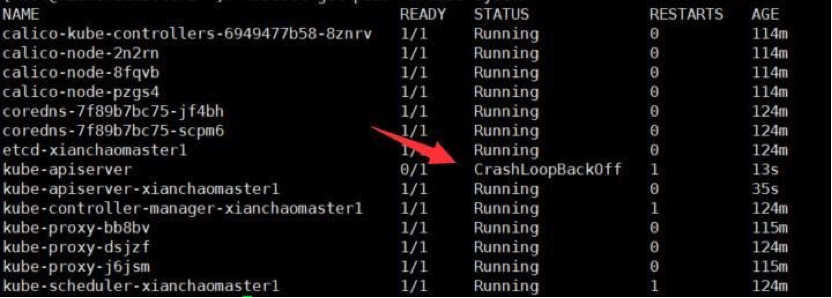 NAME READY STATUS RESTARTS AGE
calico-kube-controllers-6949477b58-8znrv 1/1 Running 0 114m
calico-node-2n2rn 1/1 Running 0 114m
calico-node-8fqvb 1/1 Running 0 114m
calico-node-pzgs4 1/1 Running 0 114m
coredns-7f89b7bc75-jf4bh 1/1 Running 0 124m
coredns-7f89b7bc75-scpm6 1/1 Running 0 124m
etcd-xianchaomaster1 1/ Running 0 124m
kube-apiserver 0/1 CrashLoopBackOff 1 13s
kube-apiserver-xianchaomaster1 1/1 Running 0 35s
kube-controller-manager-xianchaomaster1 1/1 Running 1 124m
kube-proxy-bb8bv 1/1 Running 0 115m
kube-proxy-dsjzf 1/1 Running 0 124m
kube-proxy-j6jsm 1/1 Running 0 115m
kube-scheduler-xianchaomaster1 1/1 Running 1 124m